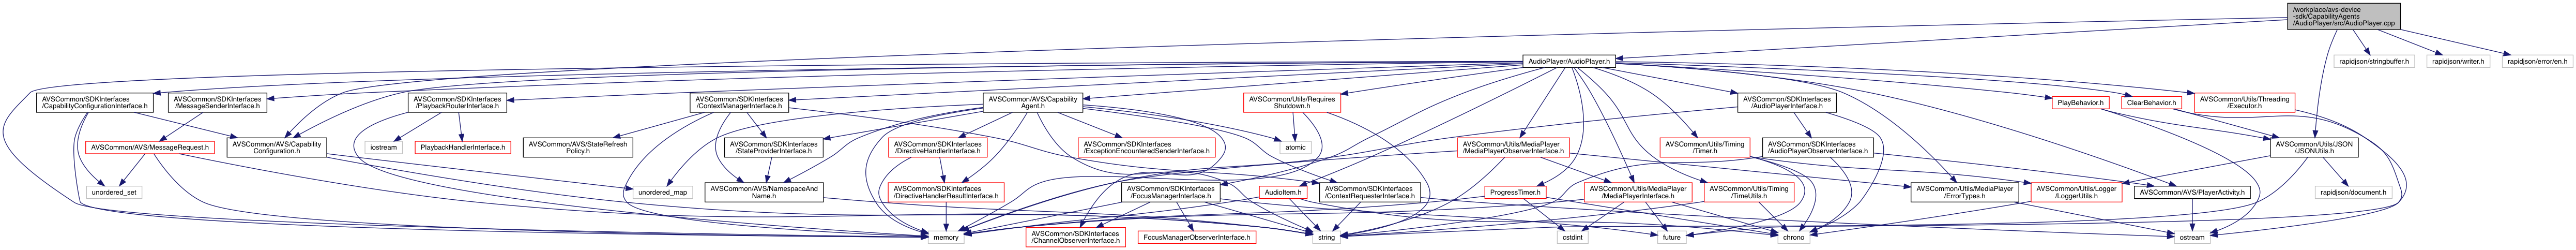 /workplace/avs-device
-sdk/CapabilityAgents
/AudioPlayer/src/AudioPlayer.cpp
AudioPlayer/AudioPlayer.h
rapidjson/stringbuffer.h
rapidjson/writer.h
rapidjson/error/en.h
AVSCommon/SDKInterfaces
/CapabilityConfigurationInterface.h
AVSCommon/SDKInterfaces
/MessageSenderInterface.h
AVSCommon/SDKInterfaces
/PlaybackRouterInterface.h
AVSCommon/SDKInterfaces
/ContextManagerInterface.h
AVSCommon/AVS/Capability
Agent.h
AVSCommon/Utils/Requires
Shutdown.h
AVSCommon/SDKInterfaces
/AudioPlayerInterface.h
PlayBehavior.h
ClearBehavior.h
AVSCommon/Utils/Threading
/Executor.h
AVSCommon/AVS/MessageRequest.h
AVSCommon/AVS/Capability
Configuration.h
iostream
PlaybackHandlerInterface.h
AVSCommon/AVS/StateRefresh
Policy.h
AVSCommon/SDKInterfaces
/StateProviderInterface.h
AVSCommon/SDKInterfaces
/DirectiveHandlerInterface.h
AVSCommon/SDKInterfaces
/ExceptionEncounteredSenderInterface.h
atomic
AVSCommon/Utils/MediaPlayer
/MediaPlayerObserverInterface.h
AVSCommon/Utils/Timing
/Timer.h
AVSCommon/SDKInterfaces
/AudioPlayerObserverInterface.h
AVSCommon/Utils/JSON
/JSONUtils.h
unordered_set
unordered_map
AVSCommon/AVS/NamespaceAnd
Name.h
AVSCommon/SDKInterfaces
/DirectiveHandlerResultInterface.h
AVSCommon/SDKInterfaces
/FocusManagerInterface.h
AudioItem.h
AVSCommon/SDKInterfaces
/ContextRequesterInterface.h
ProgressTimer.h
AVSCommon/Utils/MediaPlayer
/MediaPlayerInterface.h
AVSCommon/Utils/Timing
/TimeUtils.h
AVSCommon/Utils/MediaPlayer
/ErrorTypes.h
AVSCommon/Utils/Logger
/LoggerUtils.h
AVSCommon/AVS/PlayerActivity.h
rapidjson/document.h
memory
AVSCommon/SDKInterfaces
/ChannelObserverInterface.h
FocusManagerObserverInterface.h
string
cstdint
future
chrono
ostream